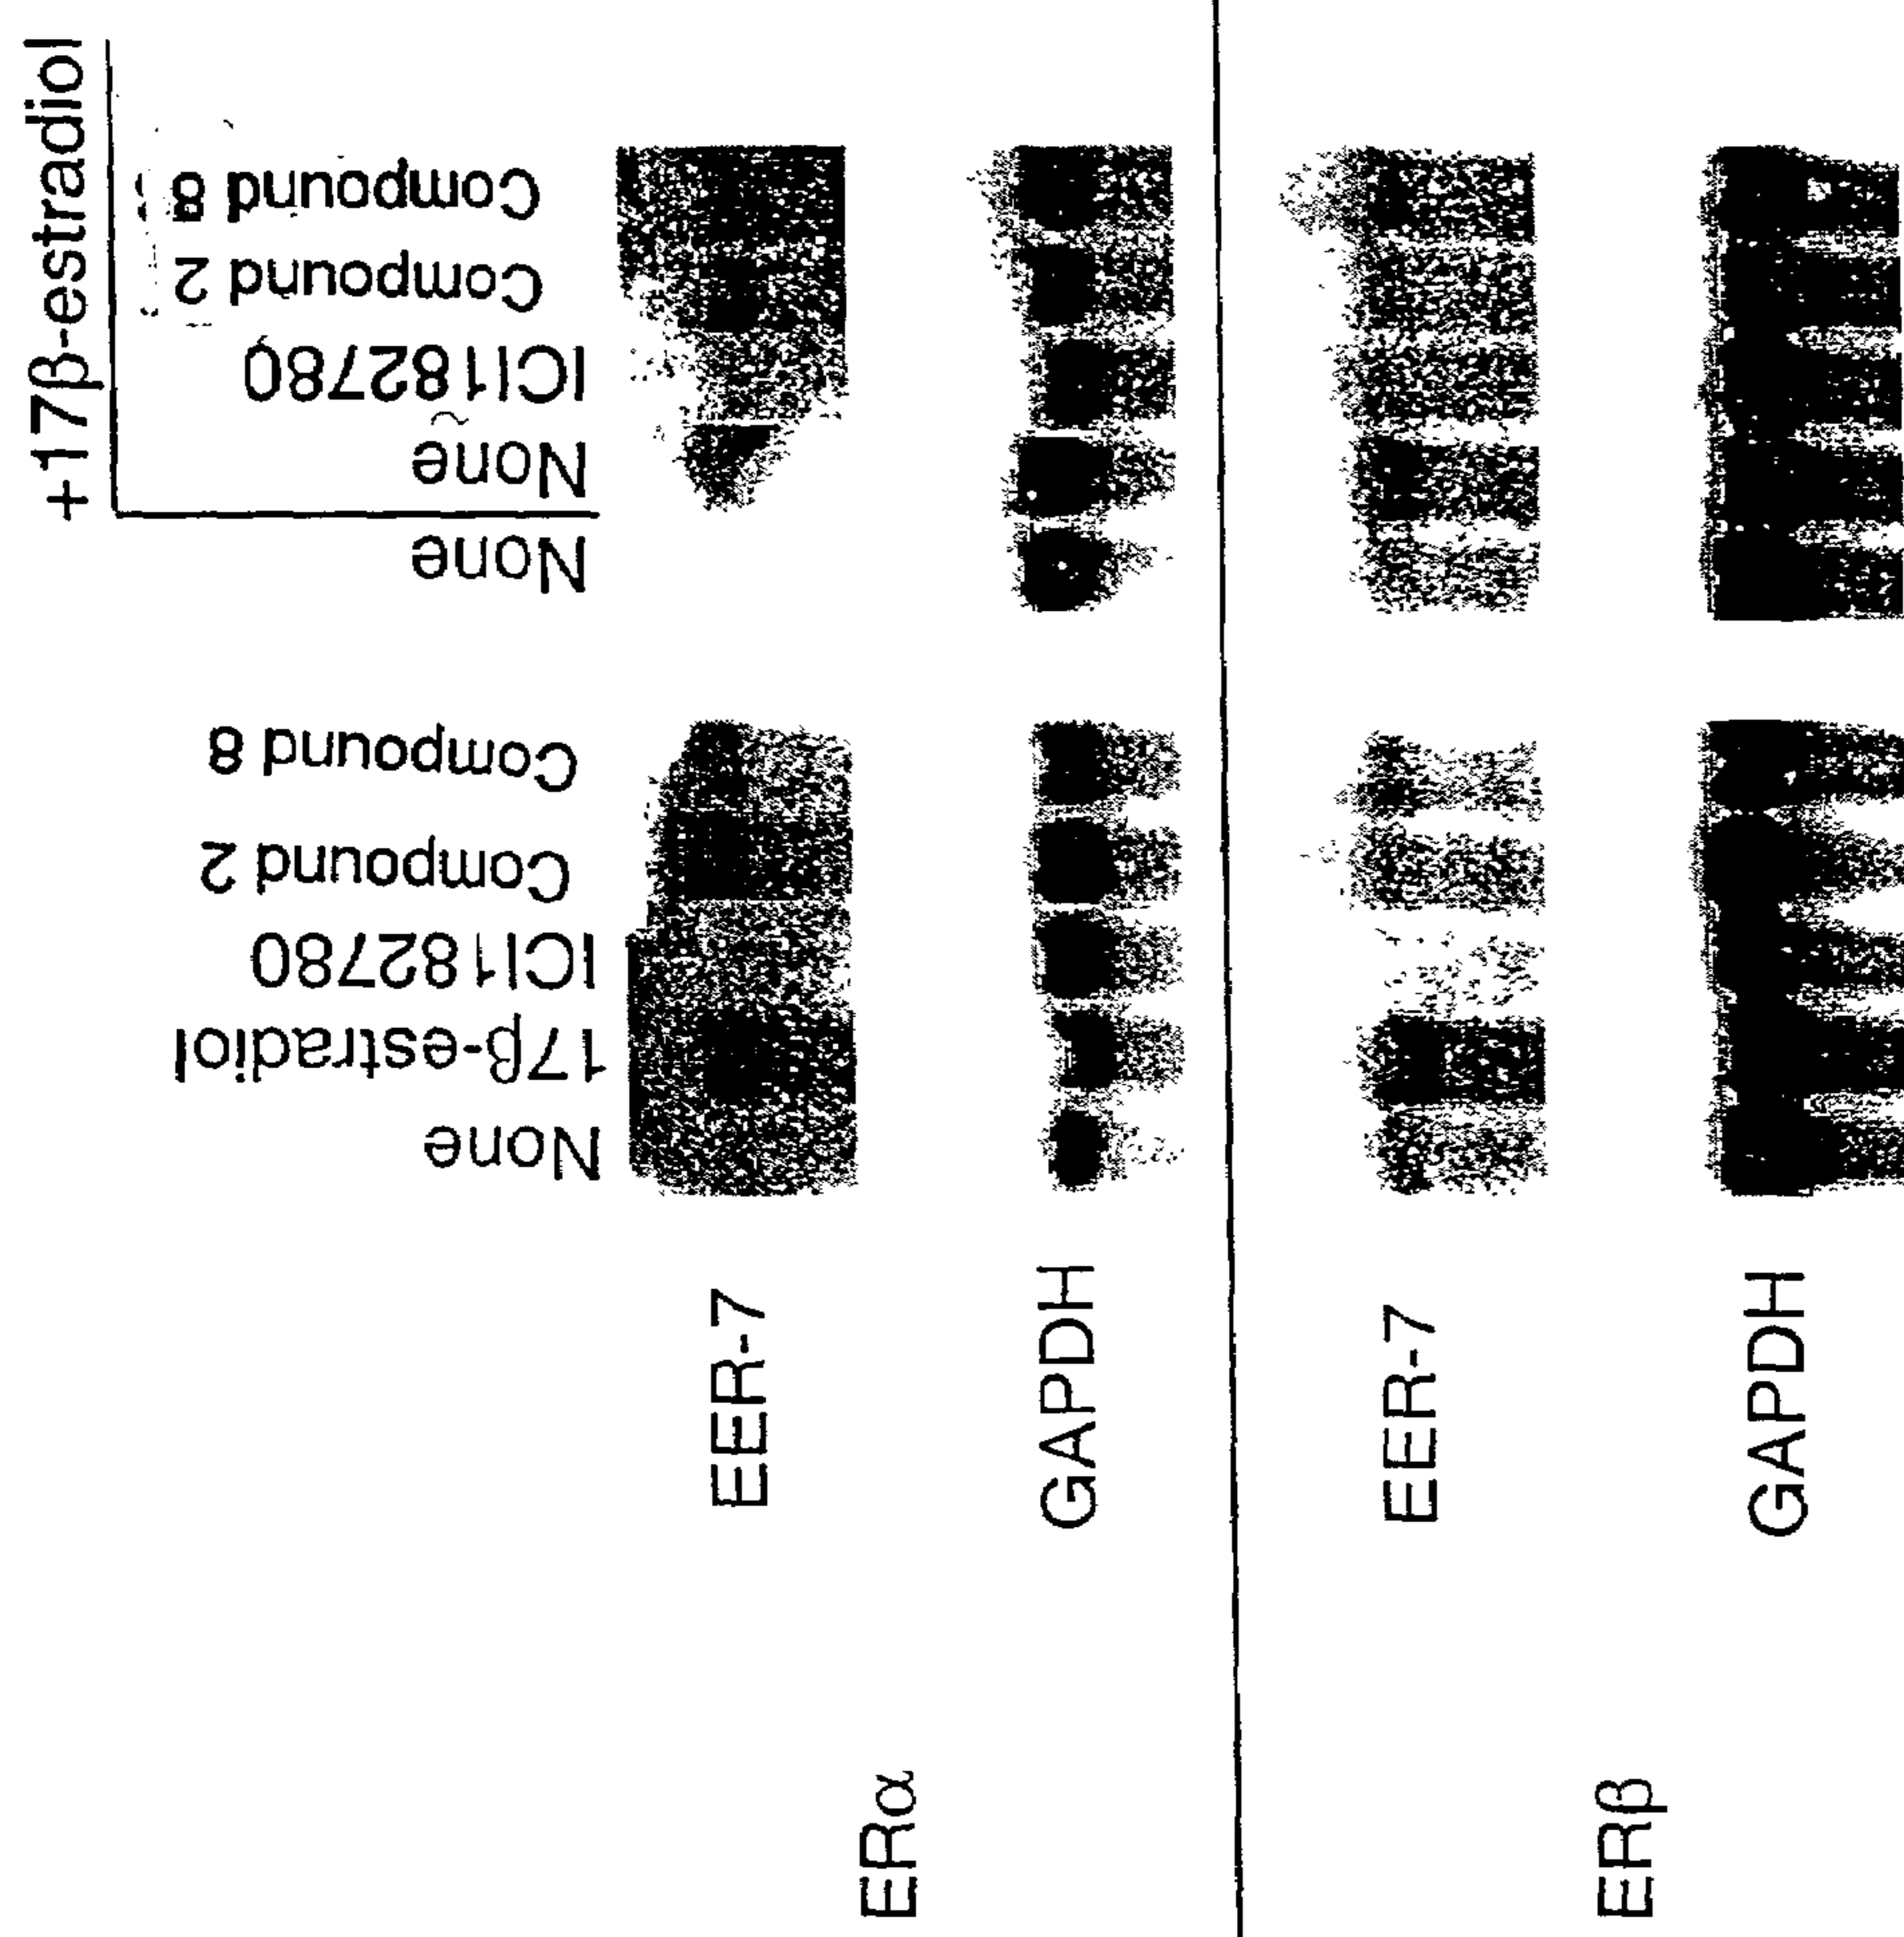 +17β-estradiol
None
17β-estradiol
ICI182780
Compound 2
Compound 8
None
None
ICI182780
Compound 2
Compound 8
ERα
EER-7
GAPDH
ERβ
EER-7
GAPDH